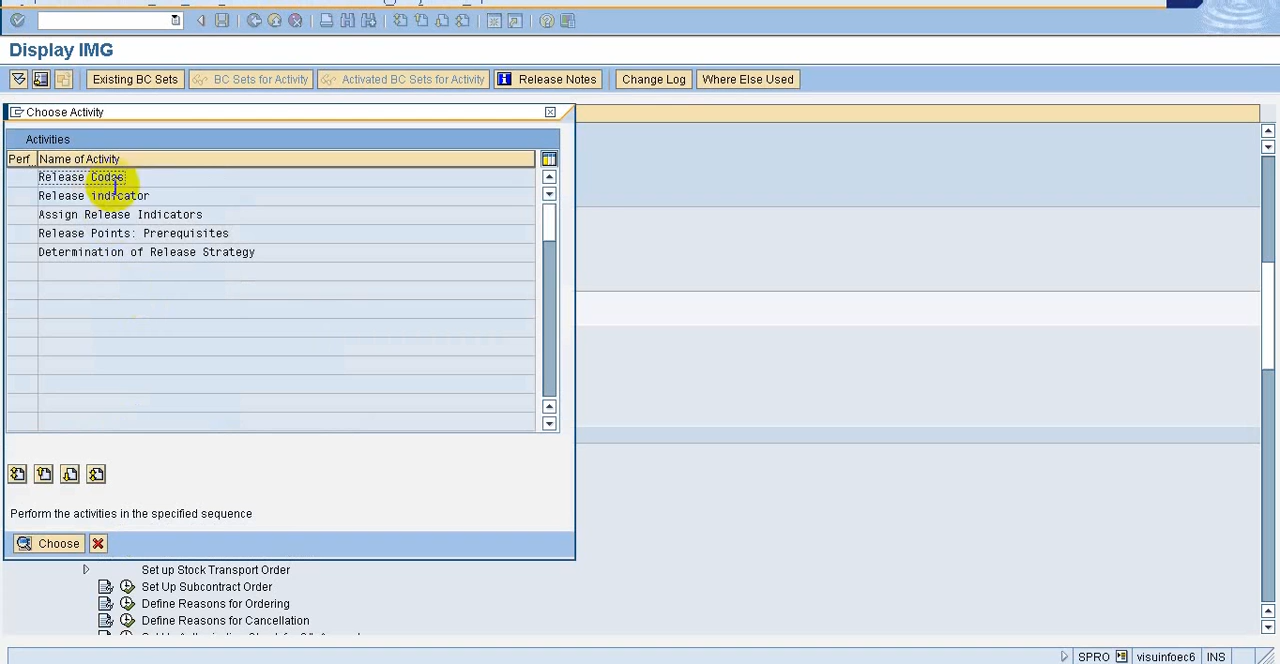 Display IMG
Existing BC Sets BC Sets for Activity Activated BC Sets for Activity Release Notes Change Log Where Else Used
Choose Activity
Activities
Perf... Name of Activity
Release Codes
Release indicator
Assign Release Indicators
Release Points: Prerequisites
Determination of Release Strategy
Perform the activities in the specified sequence
Choose
Set up Stock Transport Order
Set Up Subcontract Order
Define Reasons for Ordering
Define Reasons for Cancellation
SPRO visuinfoec6 INS